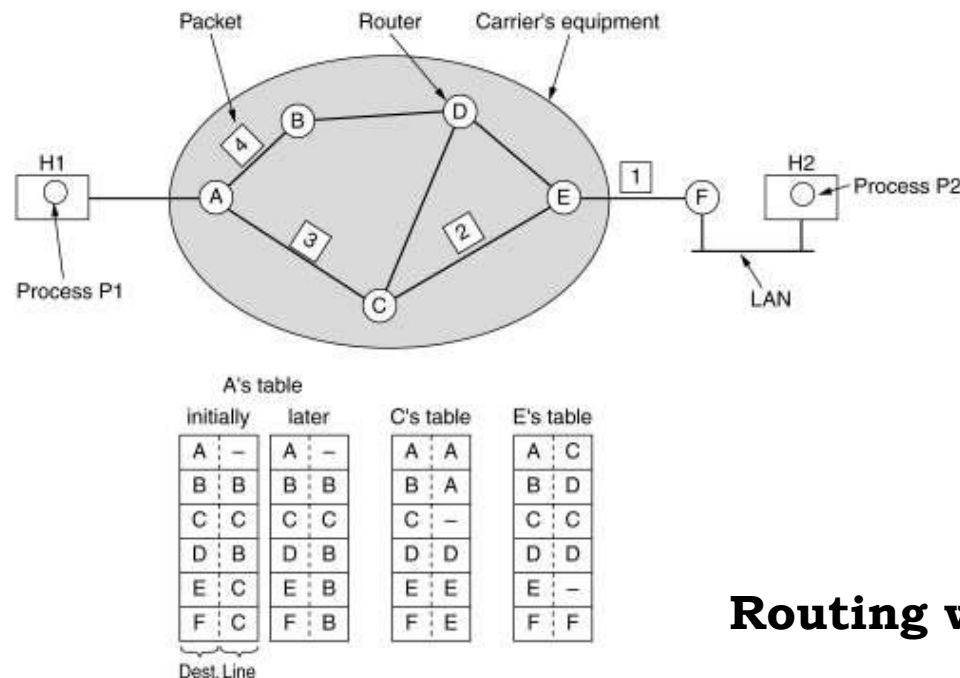 Packet Router Carrier's equipment
B D
4
H1 1 H2
A E F Process P2
3 2
Process P1 C LAN
A's table
initially later C's table E's table
A – A – A A A C
B B B B B A B D
C C C C C – C C
D B D B D D D D
E C E B E E E –
F C F B F E F F
Dest. Line
Routing